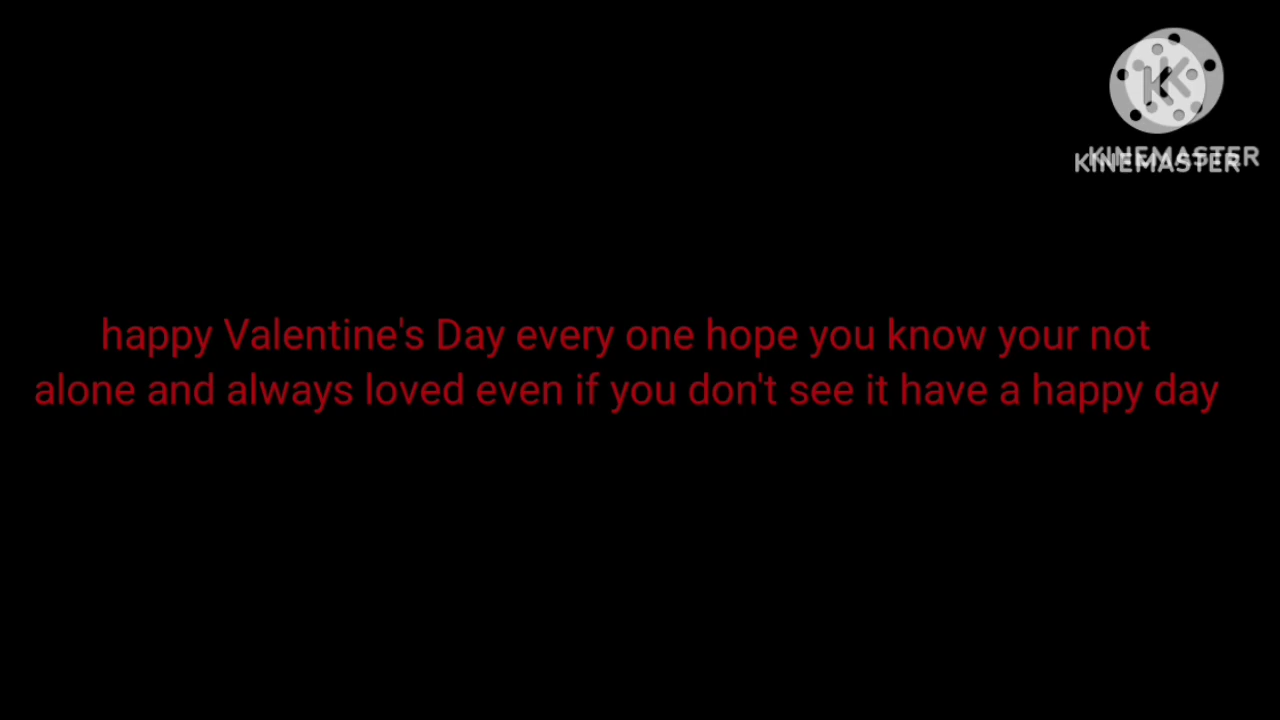 KINEMASTER
KINEMASTER
happy Valentine's Day every one hope you know your not
alone and always loved even if you don't see it have a happy day